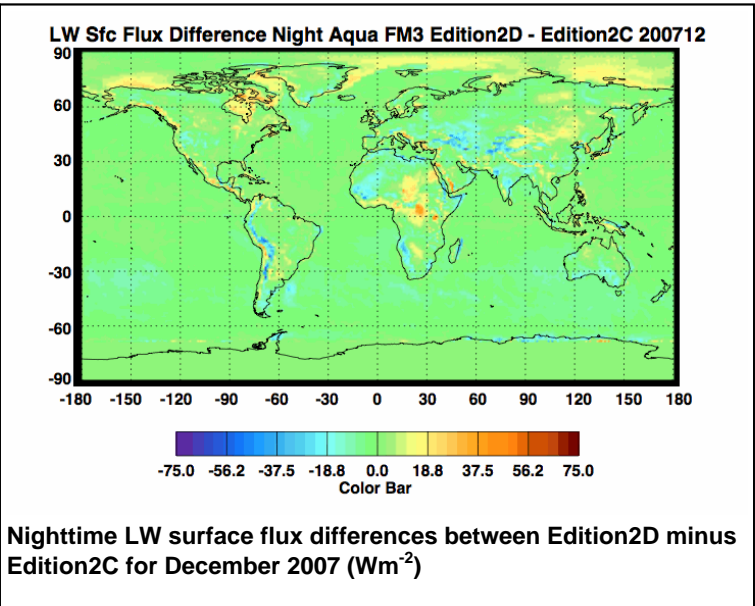 LW Sfc Flux Difference Night Aqua FM3 Edition2D - Edition2C 200712
90
60
30
0
-30
-60
-90
-180 -150 -120 -90 -60 -30 0 30 60 90 120 150 180
-75.0 -56.2 -37.5 -18.8 0.0 18.8 37.5 56.2 75.0
Color Bar
Nighttime LW surface flux differences between Edition2D minus
Edition2C for December 2007 (Wm⁻²)